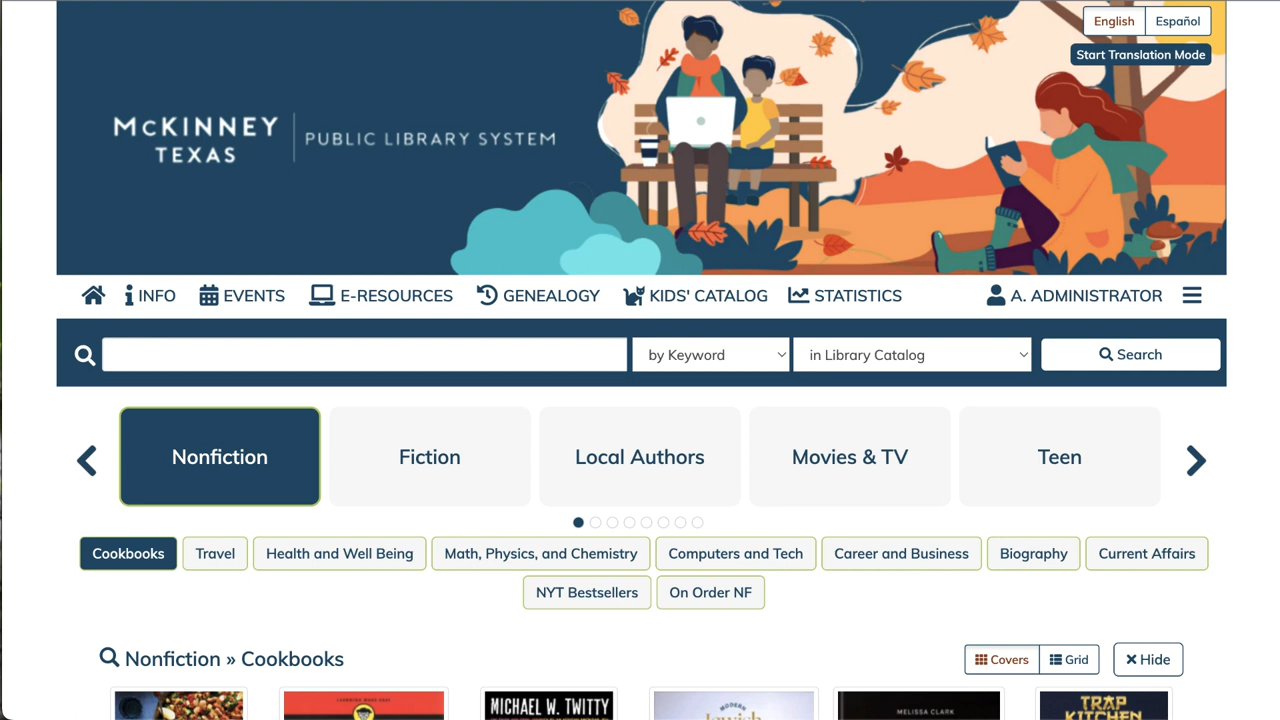 English Español
Start Translation Mode
McKINNEY
TEXAS
PUBLIC LIBRARY SYSTEM
INFO EVENTS E-RESOURCES GENEALOGY KIDS' CATALOG STATISTICS A. ADMINISTRATOR
by Keyword in Library Catalog Search
Nonfiction Fiction Local Authors Movies & TV Teen
Cookbooks Travel Health and Well Being Math, Physics, and Chemistry Computers and Tech Career and Business Biography Current Affairs
NYT Bestsellers On Order NF
Nonfiction » Cookbooks Covers Grid Hide
MICHAEL W. TWITTY
MODERN
Jewish
MELISSA CLARK
TRAP
KITCHEN